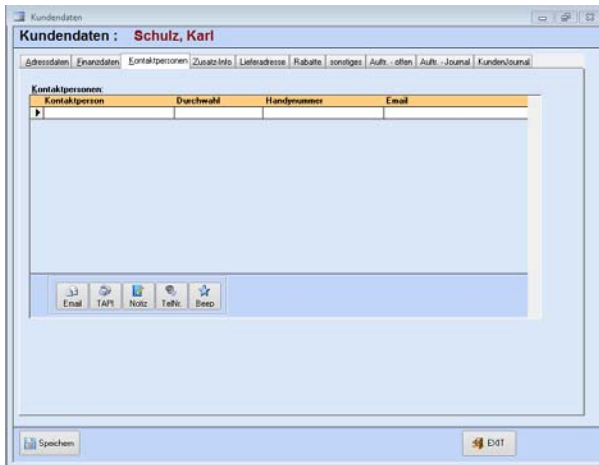 Kundendaten
Kundendaten : Schulz, Karl
Adressdaten Finanzdaten Kontaktpersonen Zusatz-Info Lieferadresse Rabatte sonstiges Auftr. - offen Auftr. - Journal KundenJournal
Kontaktpersonen:
Kontaktperson Durchwahl Handynummer Email
Email TAPI Notiz TelNr. Beep
Speichern EXIT